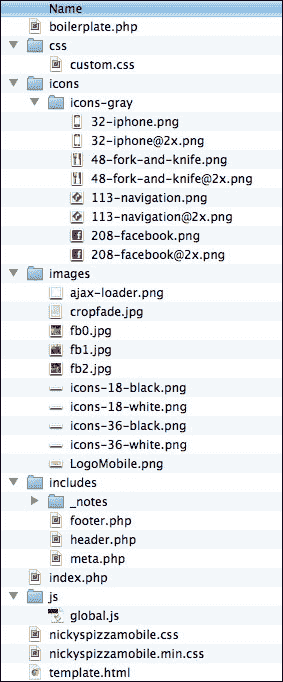 Name
boilerplate.php
css
custom.css
icons
icons-gray
32-iphone.png
32-iphone@2x.png
48-fork-and-knife.png
48-fork-and-knife@2x.png
113-navigation.png
113-navigation@2x.png
208-facebook.png
208-facebook@2x.png
images
ajax-loader.png
cropfade.jpg
fb0.jpg
fb1.jpg
fb2.jpg
icons-18-black.png
icons-18-white.png
icons-36-black.png
icons-36-white.png
LogoMobile.png
includes
_notes
footer.php
header.php
meta.php
index.php
js
global.js
nickyspizzamobile.css
nickyspizzamobile.min.css
template.html